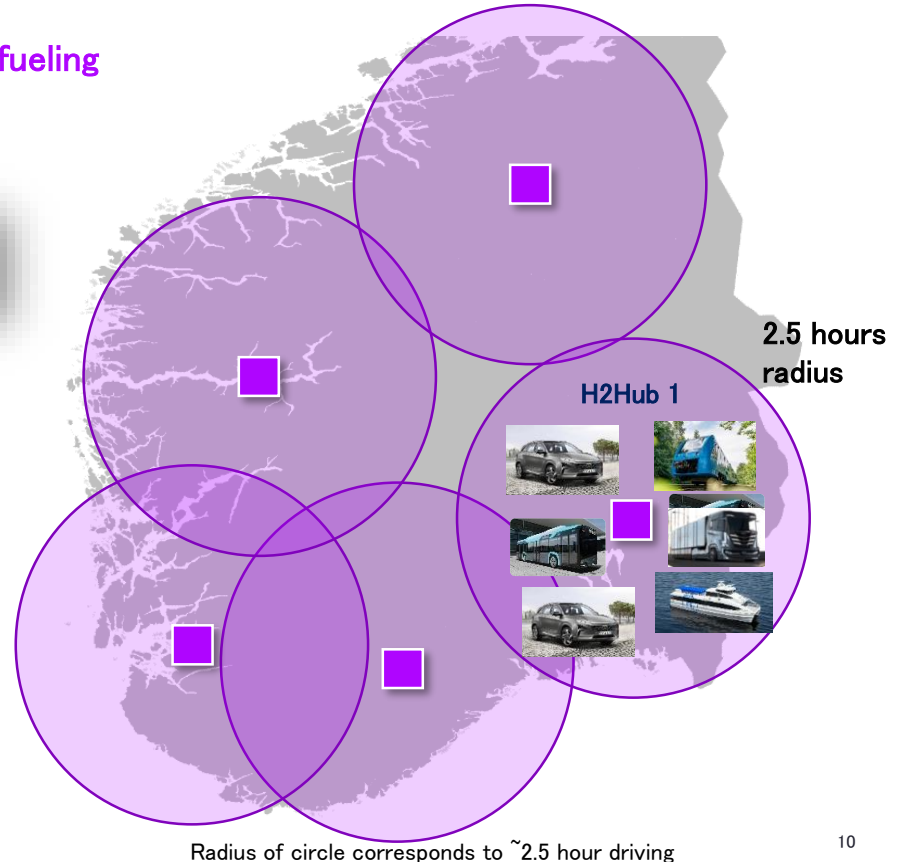 fueling
2.5 hours
radius
H2Hub 1
Radius of circle corresponds to ~2.5 hour driving
10